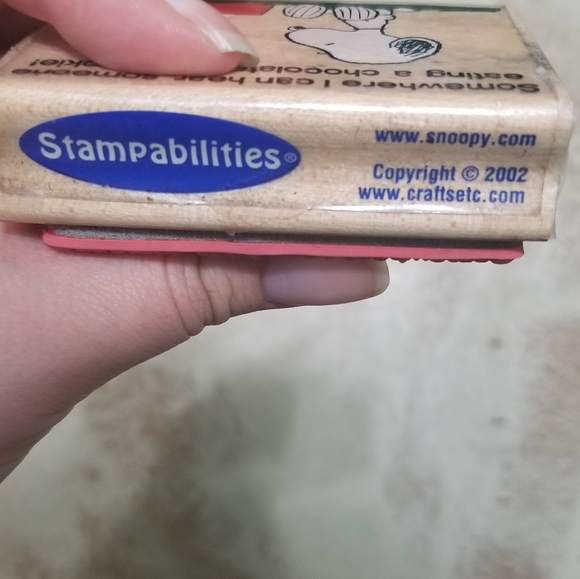 Somewhere I can hear someone
eating a chocolate
Stampabilities®
www.snoopy.com
Copyright © 2002
www.craftsetc.com